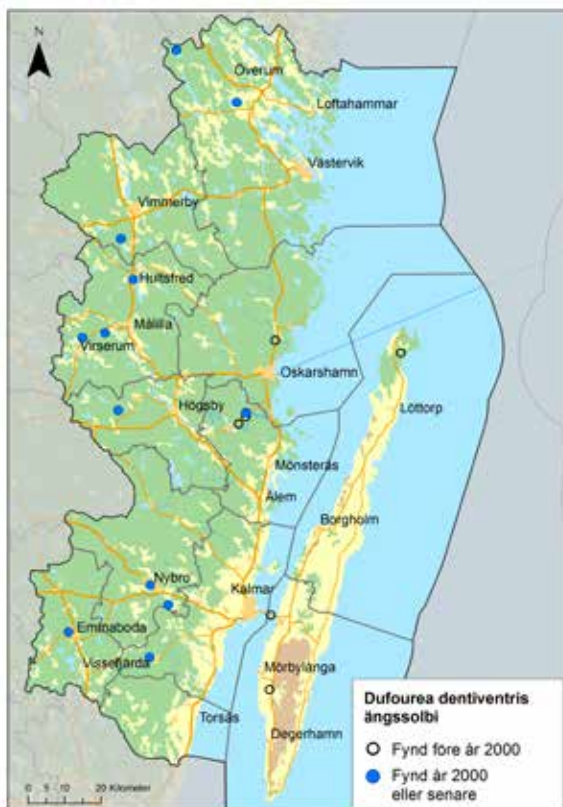 N
Överum
Loftahammar
Västervik
Vimmerby
Hultsfred
Målilla
Virserum
Oskarshamn
Högsby
Löttorp
Mönsterås
Ålem
Borgholm
Nybro
Kalmar
Emmaboda
Vissefjärda
Mörbylånga
Torsås
Degerhamn
Dufourea dentiventris
ängssolbi
Fynd före år 2000
Fynd år 2000
eller senare
0 5 10 20 Kilometer